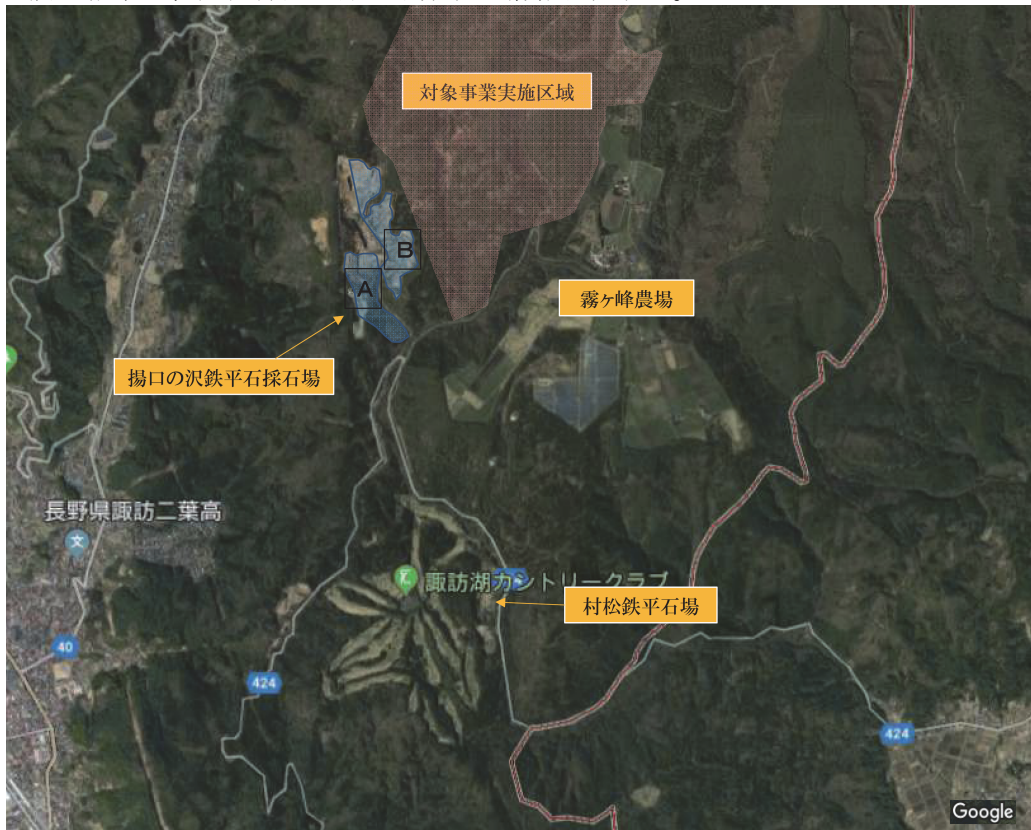 対象事業実施区域
B
A
霧ヶ峰農場
揚口の沢鉄平石採石場
長野県諏訪二葉高
文
諏訪湖カントリークラブ
村松鉄平石場
40
424
424
Google